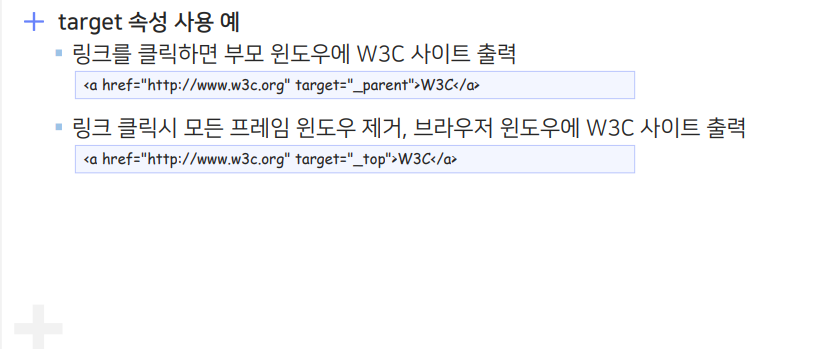 target 속성 사용 예
링크를 클릭하면 부모 윈도우에 W3C 사이트 출력
<a href="http://www.w3c.org" target="_parent">W3C</a>
링크 클릭시 모든 프레임 윈도우 제거, 브라우저 윈도우에 W3C 사이트 출력
<a href="http://www.w3c.org" target="_top">W3C</a>